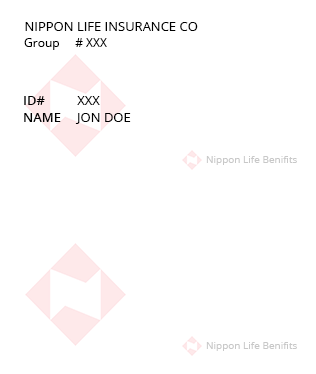 NIPPON LIFE INSURANCE CO
Group # XXX
ID# XXX
NAME JON DOE
Nippon Life Benifits
Nippon Life Benifits